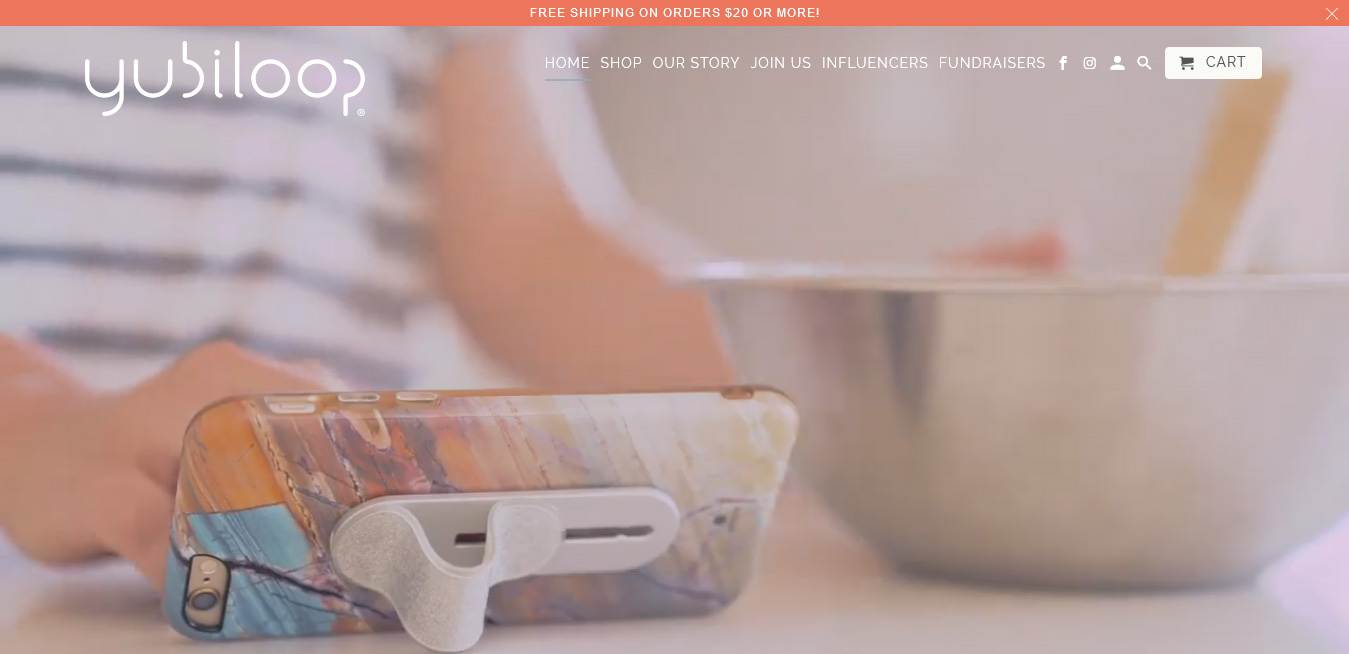 FREE SHIPPING ON ORDERS $20 OR MORE!
yubiloop®
HOME SHOP OUR STORY JOIN US INFLUENCERS FUNDRAISERS CART